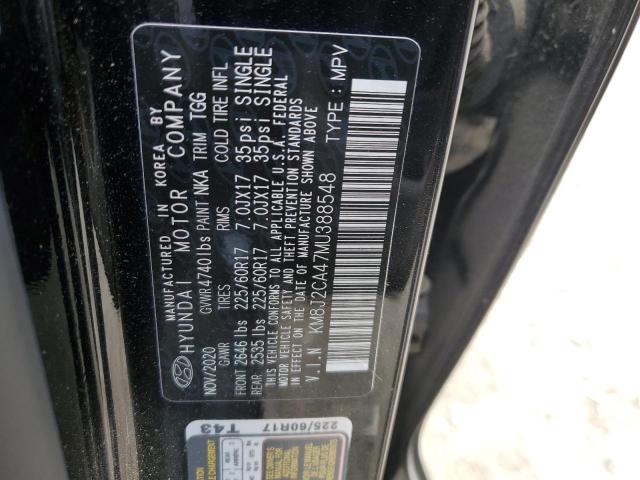 MANUFACTURED IN KOREA BY
HYUNDAI MOTOR COMPANY
NOV/2020 GVWR 4740 lbs PAINT NKA TRIM TGG
GAWR TIRE RIMS COLD TIRE INFL
FRONT 2646 lbs 225/60R17 7.0JX17 35psi SINGLE
REAR 2535 lbs 225/60R17 7.0JX17 35psi SINGLE
THIS VEHICLE CONFORMS TO ALL APPLICABLE U.S.A. FEDERAL
MOTOR VEHICLE SAFETY AND THEFT PREVENTION STANDARDS
IN EFFECT ON THE DATE OF MANUFACTURE SHOWN ABOVE
V.I.N KM8J2CA47MU388548 TYPE : MPV
T43
225/60R17